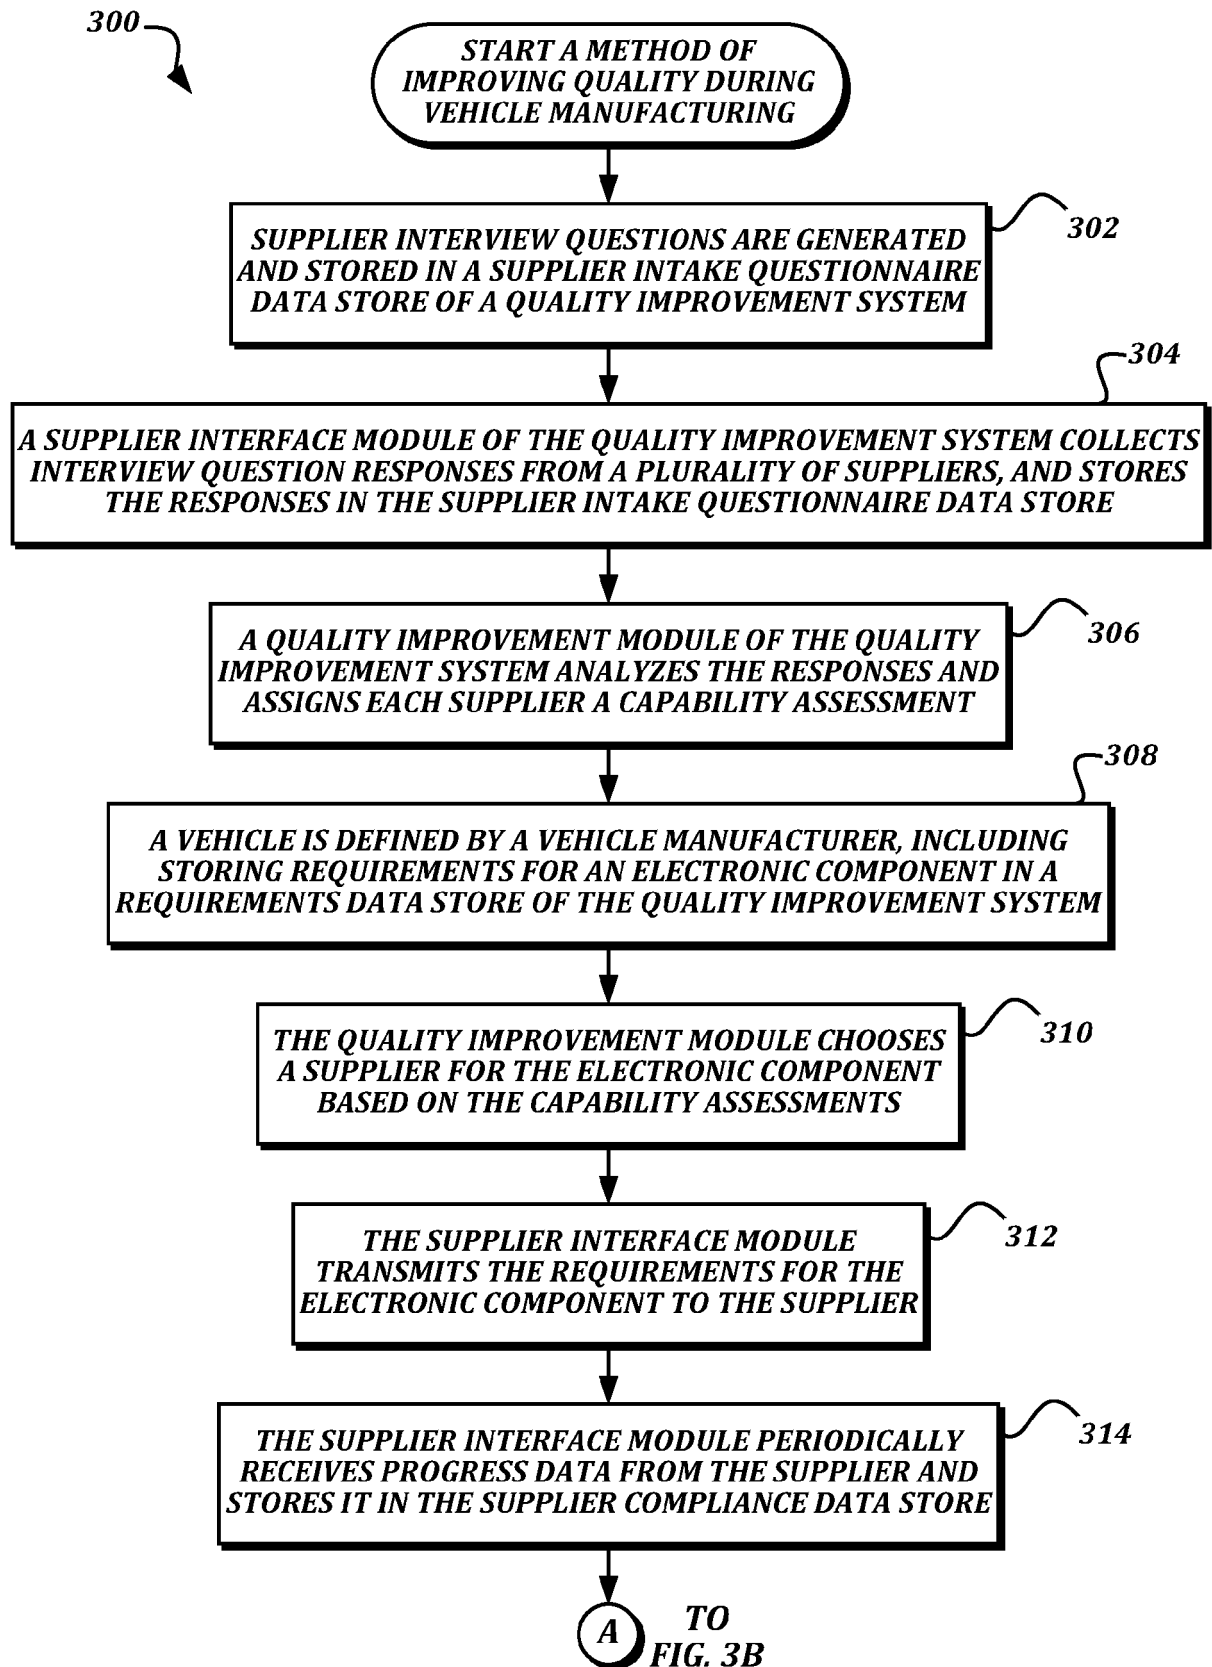 300
START A METHOD OF
IMPROVING QUALITY DURING
VEHICLE MANUFACTURING
302
SUPPLIER INTERVIEW QUESTIONS ARE GENERATED
AND STORED IN A SUPPLIER INTAKE QUESTIONNAIRE
DATA STORE OF A QUALITY IMPROVEMENT SYSTEM
304
A SUPPLIER INTERFACE MODULE OF THE QUALITY IMPROVEMENT SYSTEM COLLECTS
INTERVIEW QUESTION RESPONSES FROM A PLURALITY OF SUPPLIERS, AND STORES
THE RESPONSES IN THE SUPPLIER INTAKE QUESTIONNAIRE DATA STORE
306
A QUALITY IMPROVEMENT MODULE OF THE QUALITY
IMPROVEMENT SYSTEM ANALYZES THE RESPONSES AND
ASSIGNS EACH SUPPLIER A CAPABILITY ASSESSMENT
308
A VEHICLE IS DEFINED BY A VEHICLE MANUFACTURER, INCLUDING
STORING REQUIREMENTS FOR AN ELECTRONIC COMPONENT IN A
REQUIREMENTS DATA STORE OF THE QUALITY IMPROVEMENT SYSTEM
310
THE QUALITY IMPROVEMENT MODULE CHOOSES
A SUPPLIER FOR THE ELECTRONIC COMPONENT
BASED ON THE CAPABILITY ASSESSMENTS
312
THE SUPPLIER INTERFACE MODULE
TRANSMITS THE REQUIREMENTS FOR THE
ELECTRONIC COMPONENT TO THE SUPPLIER
314
THE SUPPLIER INTERFACE MODULE PERIODICALLY
RECEIVES PROGRESS DATA FROM THE SUPPLIER AND
STORES IT IN THE SUPPLIER COMPLIANCE DATA STORE
A
TO
FIG. 3B